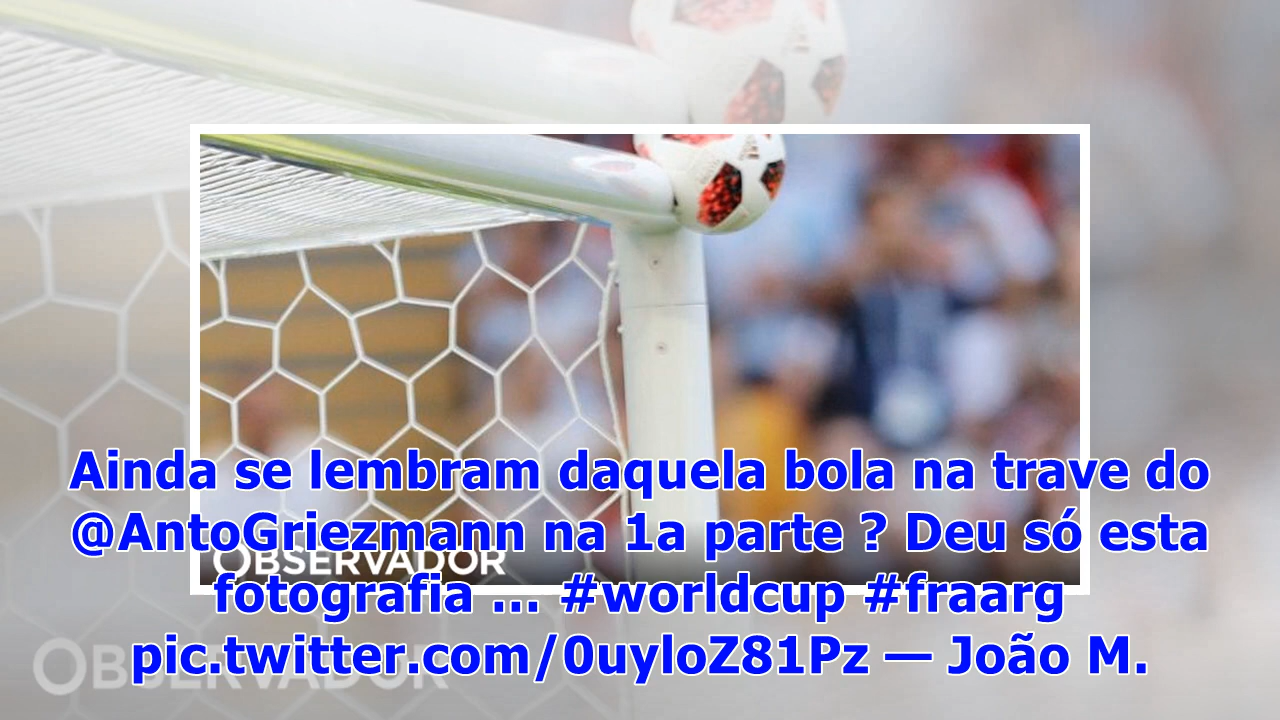 Ainda se lembram daquela bola na trave do
@AntoGriezmann na 1a parte ? Deu só esta
OBSERVADOR
fotografia ... #worldcup #fraarg
pic.twitter.com/0uyloZ81Pz — João M.
OBSERVADOR